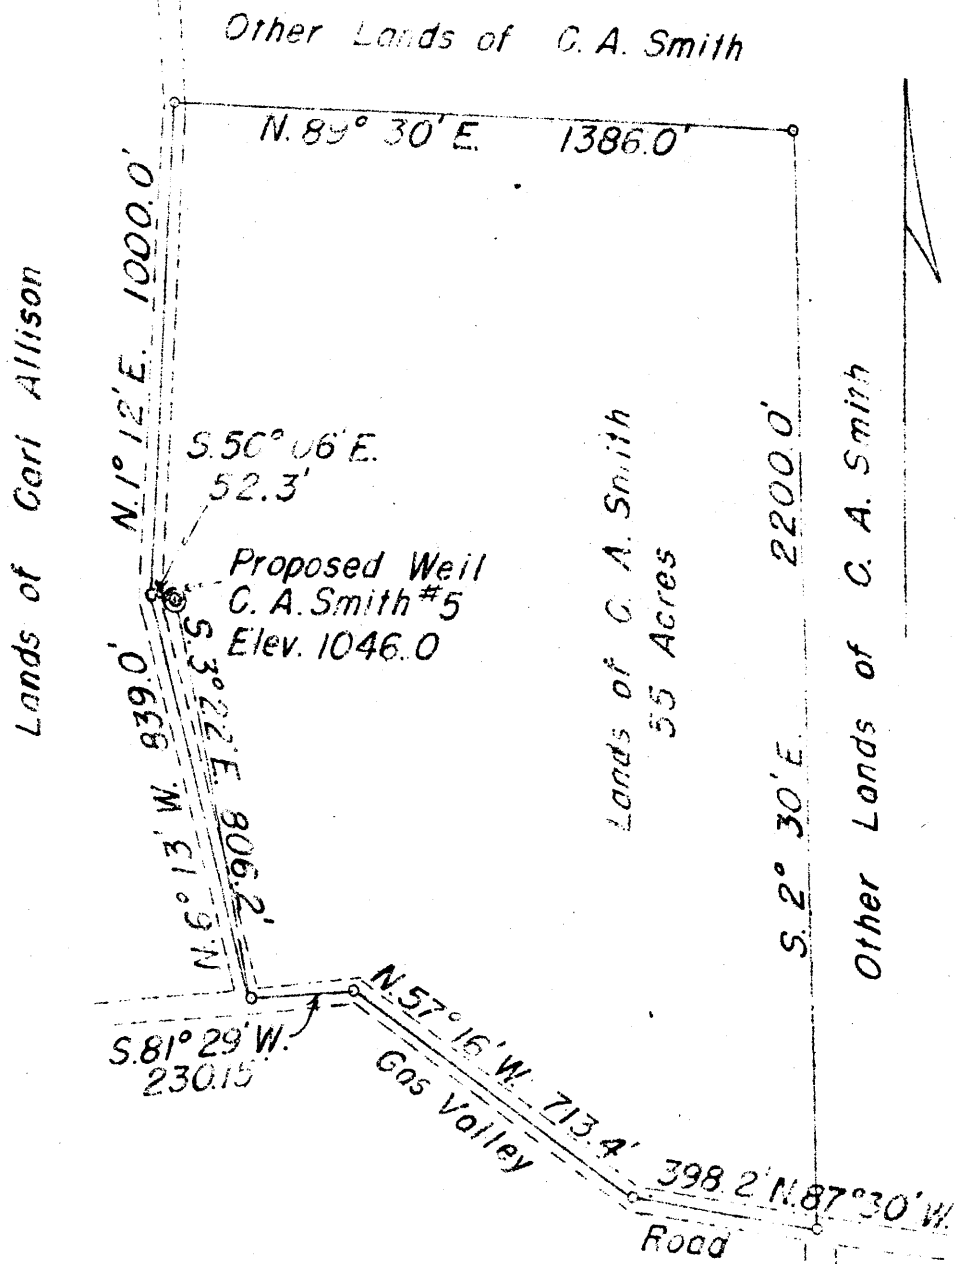 Other Lands of C. A. Smith
N. 89° 30' E. 1386.0'
N. 1° 12' E. 1000.0'
Lands of Carl Allison
S. 50° 06' E.
52.3'
Proposed Well
C. A. Smith #5
Elev. 1046.0
S. 3° 22' E. 806.2'
N. 6° 13' W. 839.0'
Lands of C. A. Smith
55 Acres
S. 2° 30' E. 2200.0'
Other Lands of C. A. Smith
S. 81° 29' W.
230.15'
N. 57° 16' W. 713.4'
Gas Valley
Road
398.2' N. 87° 30' W.